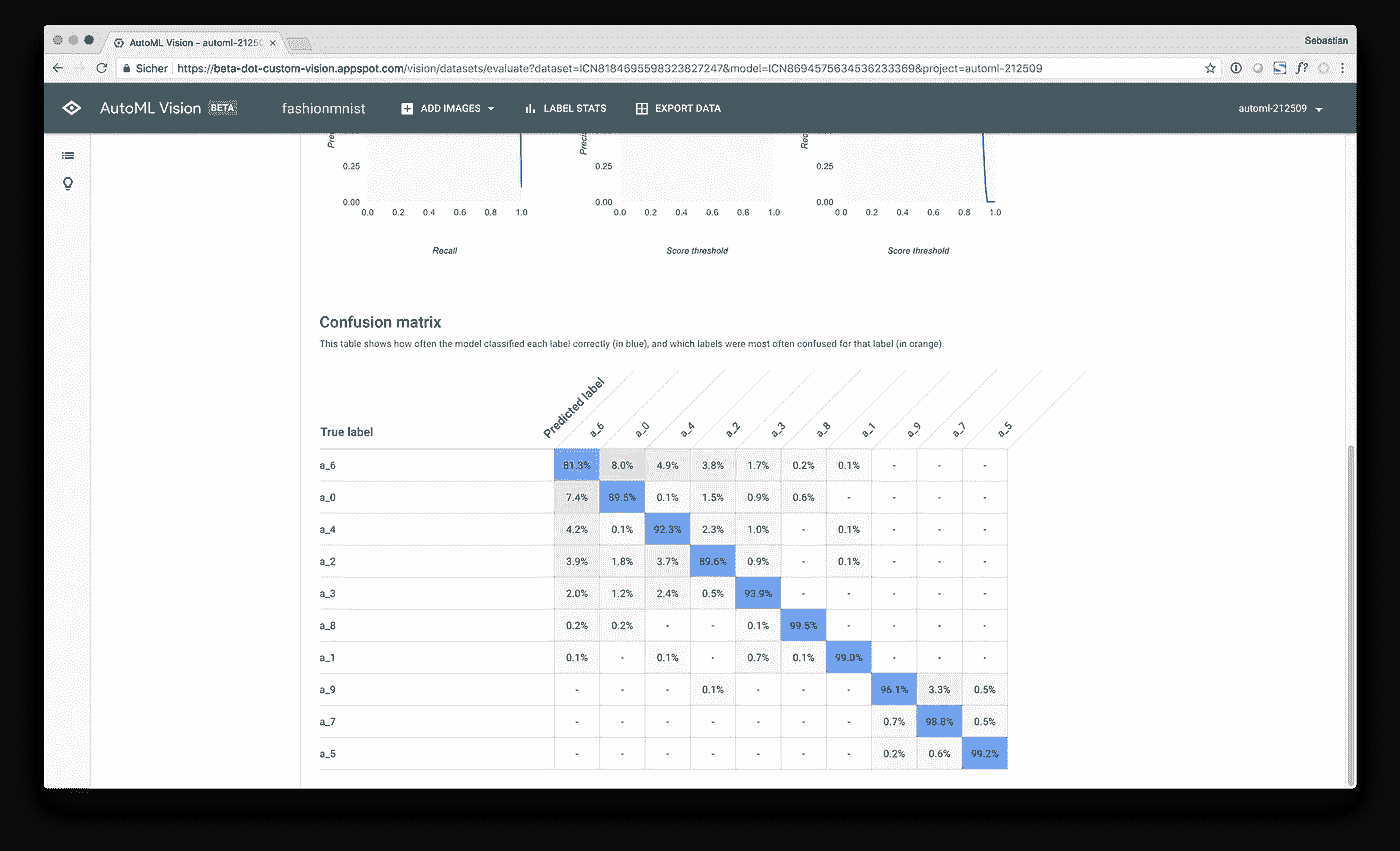 AutoML Vision - automl-2125(
Sebastian
Sicher https://beta-dot-custom-vision.appspot.com/vision/datasets/evaluate?dataset=ICN8184695598323827247&model=ICN8694575634536233369&project=automl-212509
AutoML Vision BETA fashionmnist ADD IMAGES LABEL STATS EXPORT DATA automl-212509
0.25 0.25 0.25
0.00 0.00 0.00
0.0 0.2 0.4 0.6 0.8 1.0 0.0 0.2 0.4 0.6 0.8 1.0 0.0 0.2 0.4 0.6 0.8 1.0
Recall Score threshold Score threshold
Confusion matrix
This table shows how often the model classified each label correctly (in blue), and which labels were most often confused for that label (in orange).
True label Predicted label a_6 a_0 a_4 a_2 a_3 a_8 a_1 a_9 a_7 a_5
a_6 81.3% 8.0% 4.9% 3.8% 1.7% 0.2% 0.1% - - -
a_0 7.4% 89.5% 0.1% 1.5% 0.9% 0.6% - - - -
a_4 4.2% 0.1% 92.3% 2.3% 1.0% - 0.1% - - -
a_2 3.9% 1.8% 3.7% 89.6% 0.9% - 0.1% - - -
a_3 2.0% 1.2% 2.4% 0.5% 93.9% - - - - -
a_8 0.2% 0.2% - - 0.1% 99.5% - - - -
a_1 0.1% - 0.1% - 0.7% 0.1% 99.0% - - -
a_9 - - - 0.1% - - - 96.1% 3.3% 0.5%
a_7 - - - - - - - 0.7% 98.8% 0.5%
a_5 - - - - - - - 0.2% 0.6% 99.2%